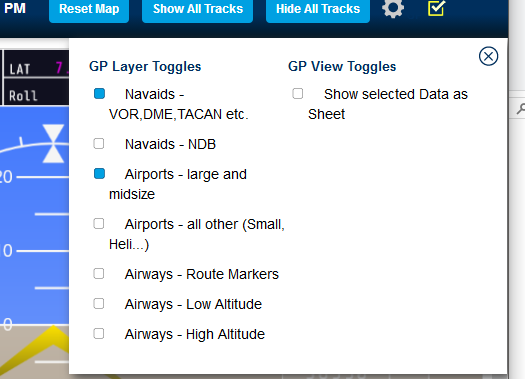 PM
Reset Map
Show All Tracks
Hide All Tracks
LAT 7.
Roll
20
10
0
GP Layer Toggles
Navaids -
VOR,DME,TACAN etc.
Navaids - NDB
Airports - large and
midsize
Airports - all other (Small,
Heli...)
Airways - Route Markers
Airways - Low Altitude
Airways - High Altitude
GP View Toggles
Show selected Data as
Sheet